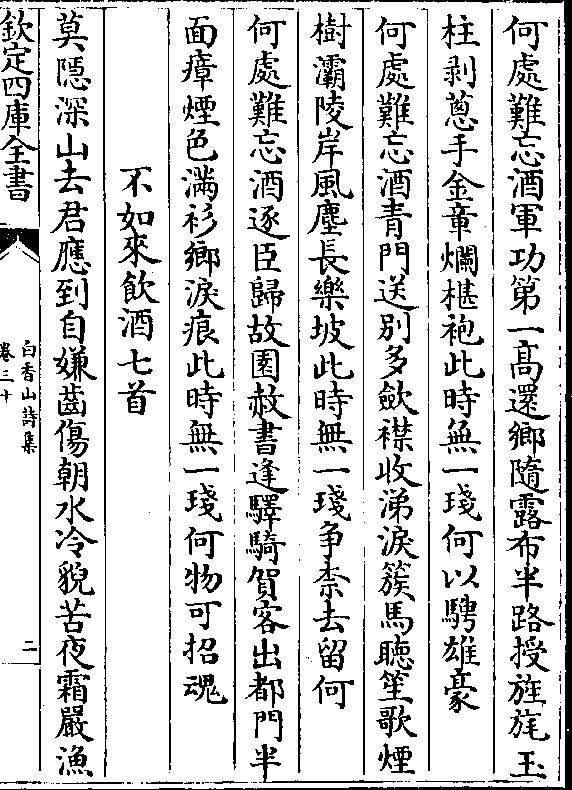 何處難忘酒軍功第一髙還鄉隨露布半路授旌旄玉
柱剥蔥手金章爛椹袍此時無一琖何以騁雄豪
何處難忘酒青門送别多歛襟收涕淚簇馬聽笙歌煙
樹灞陵岸風塵長樂坡此時無一琖争柰去留何
何處難忘酒逐臣歸故園赦書逢驛騎賀客出都門半
面瘴煙色滿衫鄉淚痕此時無一琖何物可招魂
不如來飲酒七首
莫隠深山去君應到自嫌齒傷朝水冷貌苦夜霜嚴漁
欽定四庫全書
白香山詩集
卷三十
二